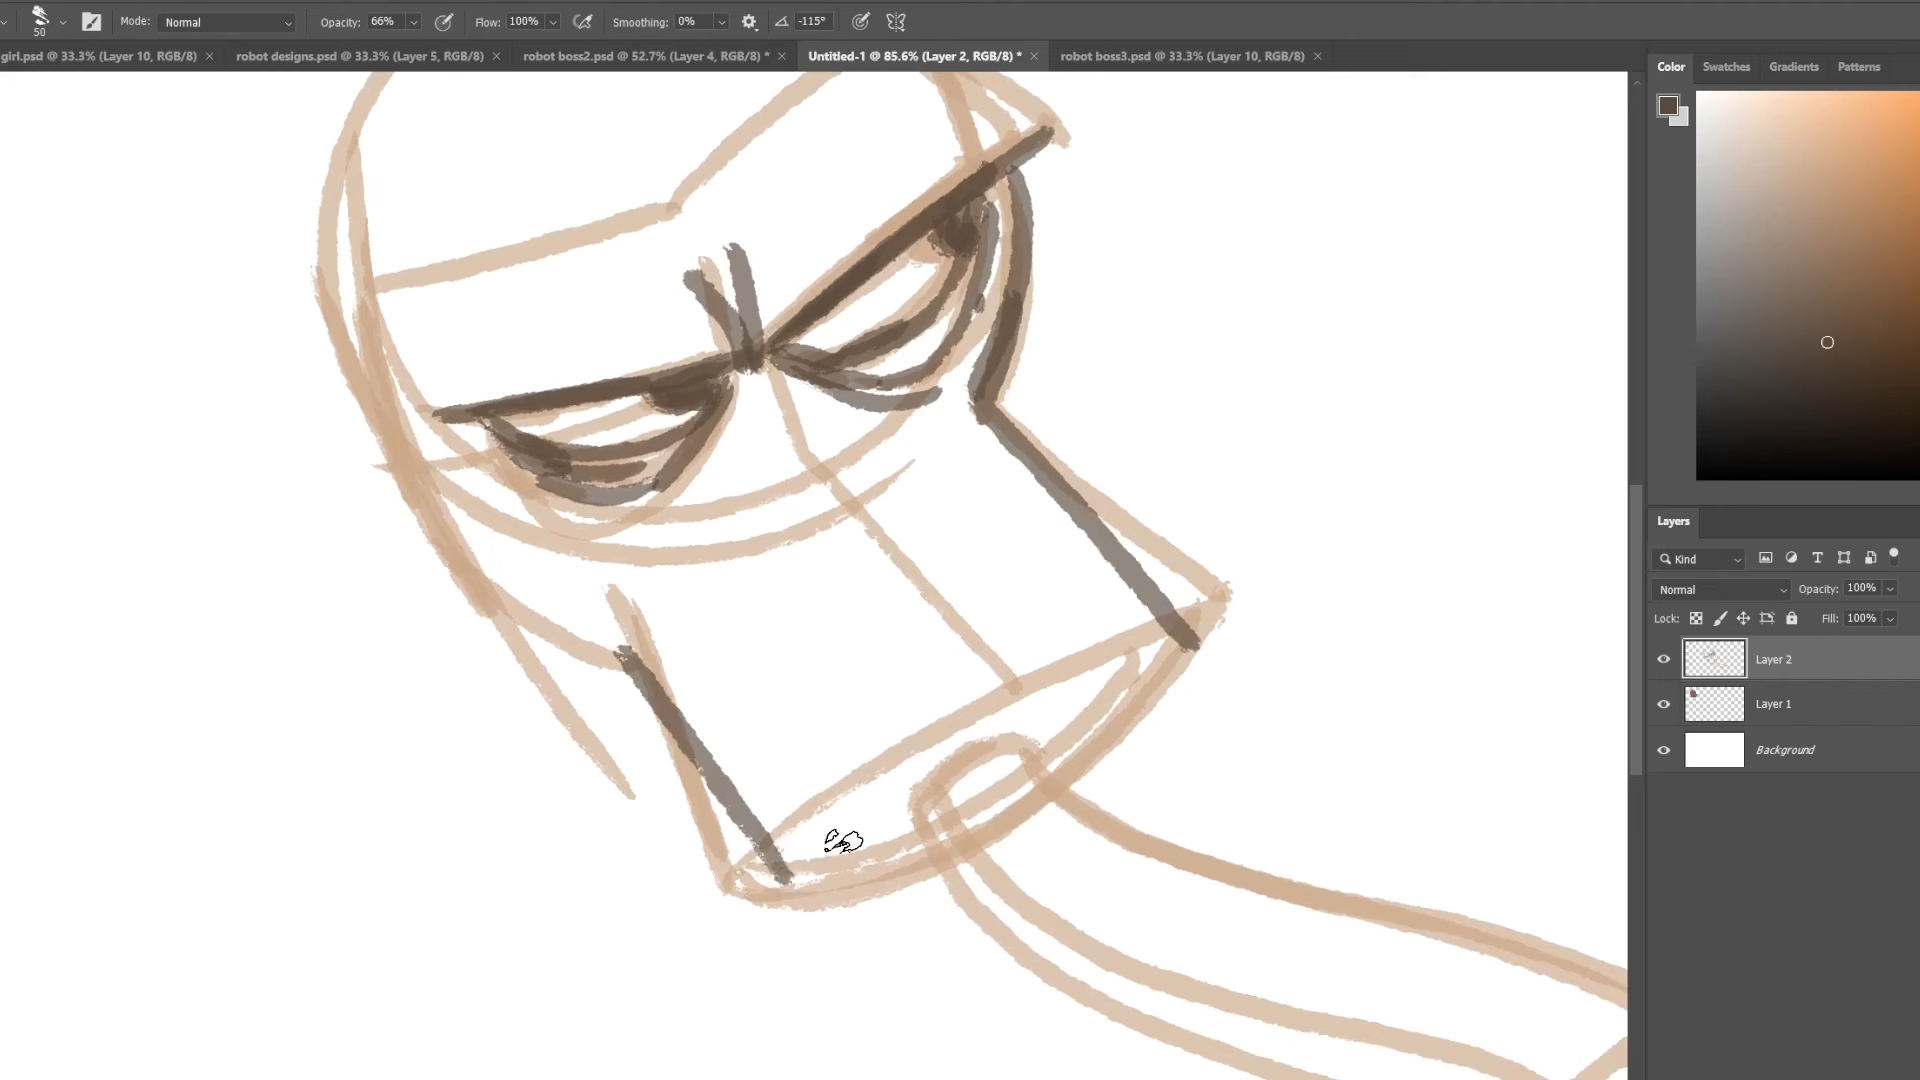 50
Mode: Normal Opacity: 66% Flow: 100% Smoothing: 0% -115°
girl.psd @ 33.3% (Layer 10, RGB/8) × robot designs.psd @ 33.3% (Layer 5, RGB/8) × robot boss2.psd @ 52.7% (Layer 4, RGB/8) * × Untitled-1 @ 85.6% (Layer 2, RGB/8) * × robot boss3.psd @ 33.3% (Layer 10, RGB/8) ×
Color Swatches Gradients Patterns
Layers
Kind
Normal Opacity: 100%
Lock: Fill: 100%
Layer 2
Layer 1
Background